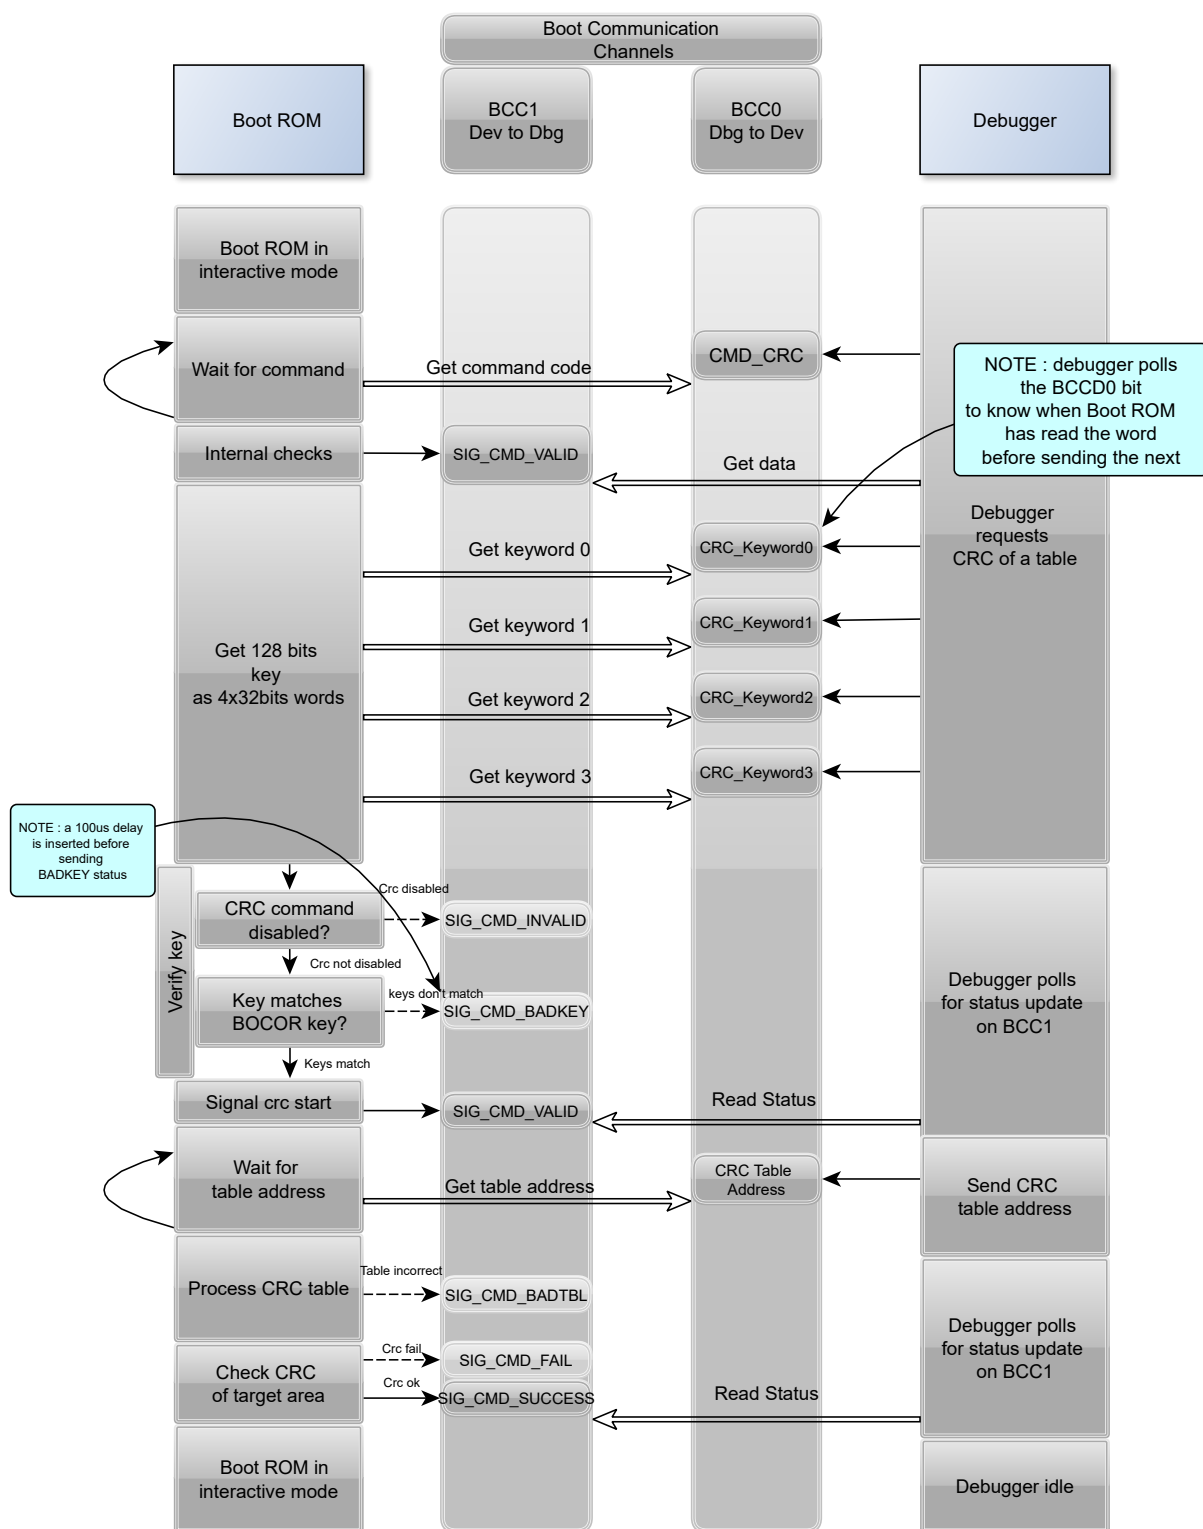 Boot Communication
Channels
Boot ROM
BCC1
Dev to Dbg
BCC0
Dbg to Dev
Debugger
Boot ROM in
interactive mode
Wait for command
Get command code
CMD_CRC
NOTE : debugger polls
the BCCD0 bit
to know when Boot ROM
has read the word
before sending the next
Internal checks
SIG_CMD_VALID
Get data
Debugger
requests
CRC of a table
Get keyword 0
CRC_Keyword0
Get keyword 1
CRC_Keyword1
Get 128 bits
key
as 4x32bits words
Get keyword 2
CRC_Keyword2
Get keyword 3
CRC_Keyword3
NOTE : a 100us delay
is inserted before
sending
BADKEY status
Verify key
CRC command
disabled?
Crc disabled
SIG_CMD_INVALID
Crc not disabled
Key matches
BOCOR key?
keys don't match
SIG_CMD_BADKEY
Debugger polls
for status update
on BCC1
Keys match
Signal crc start
SIG_CMD_VALID
Read Status
Wait for
table address
Get table address
CRC Table
Address
Send CRC
table address
Process CRC table
Table incorrect
SIG_CMD_BADTBL
Debugger polls
for status update
on BCC1
Check CRC
of target area
Crc fail
SIG_CMD_FAIL
Crc ok
SIG_CMD_SUCCESS
Read Status
Boot ROM in
interactive mode
Debugger idle